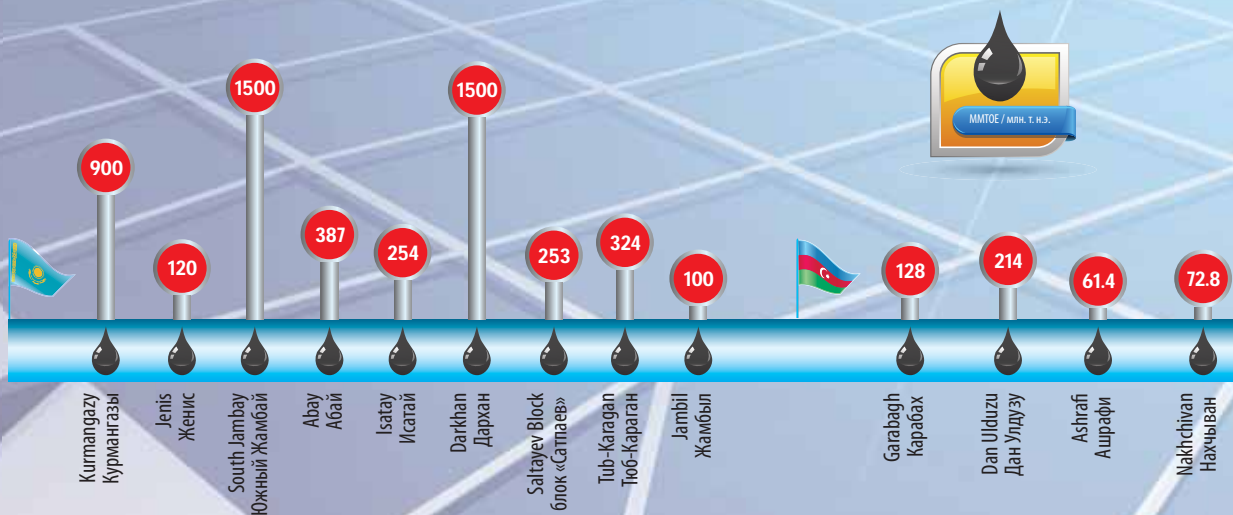 1500
1500
MMTOE / млн. т. н.э.
900
387
324
120
254
253
100
128
214
61.4
72.8
Kurmangazy
Курмангазы
Jenis
Женис
South Jambay
Южный Жамбай
Abay
Абай
Isatay
Исатай
Darkhan
Дархан
Saltayev Block
блок «Сатпаев»
Tub-Karagan
Тюб-Караган
Jambil
Жамбыл
Garabagh
Карабах
Dan Ulduzu
Дан Улдузу
Ashrafi
Ашрафи
Nakhchivan
Нахчыван